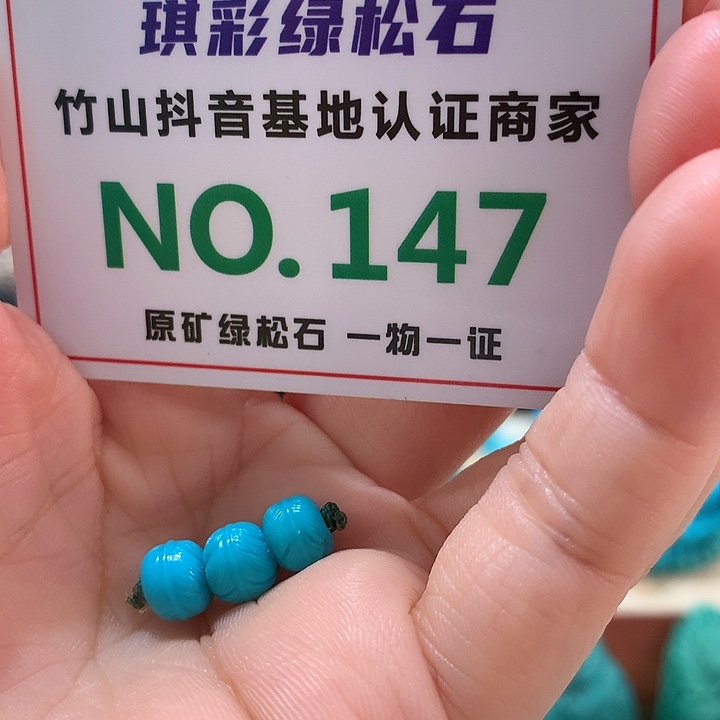 琪彩绿松石
竹山抖音基地认证商家
NO.147
原矿绿松石 一物一证